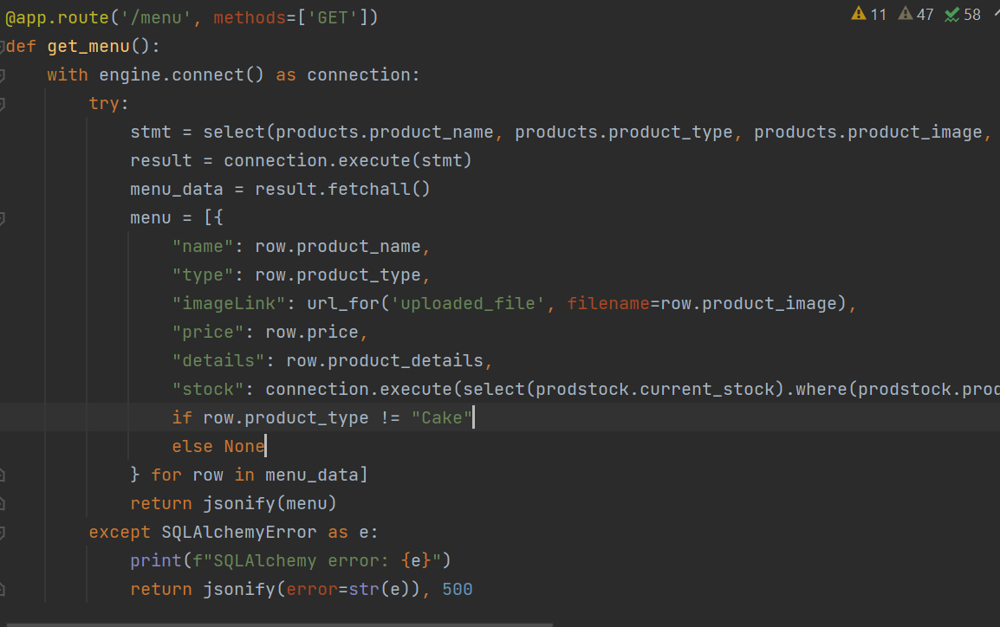 @app.route('/menu', methods=['GET'])
11 47 58
def get_menu():
with engine.connect() as connection:
try:
stmt = select(products.product_name, products.product_type, products.product_image,
result = connection.execute(stmt)
menu_data = result.fetchall()
menu = [{
"name": row.product_name,
"type": row.product_type,
"imageLink": url_for('uploaded_file', filename=row.product_image),
"price": row.price,
"details": row.product_details,
"stock": connection.execute(select(prodstock.current_stock).where(prodstock.prod
if row.product_type != "Cake"
else None
} for row in menu_data]
return jsonify(menu)
except SQLAlchemyError as e:
print(f"SQLAlchemy error: {e}")
return jsonify(error=str(e)), 500